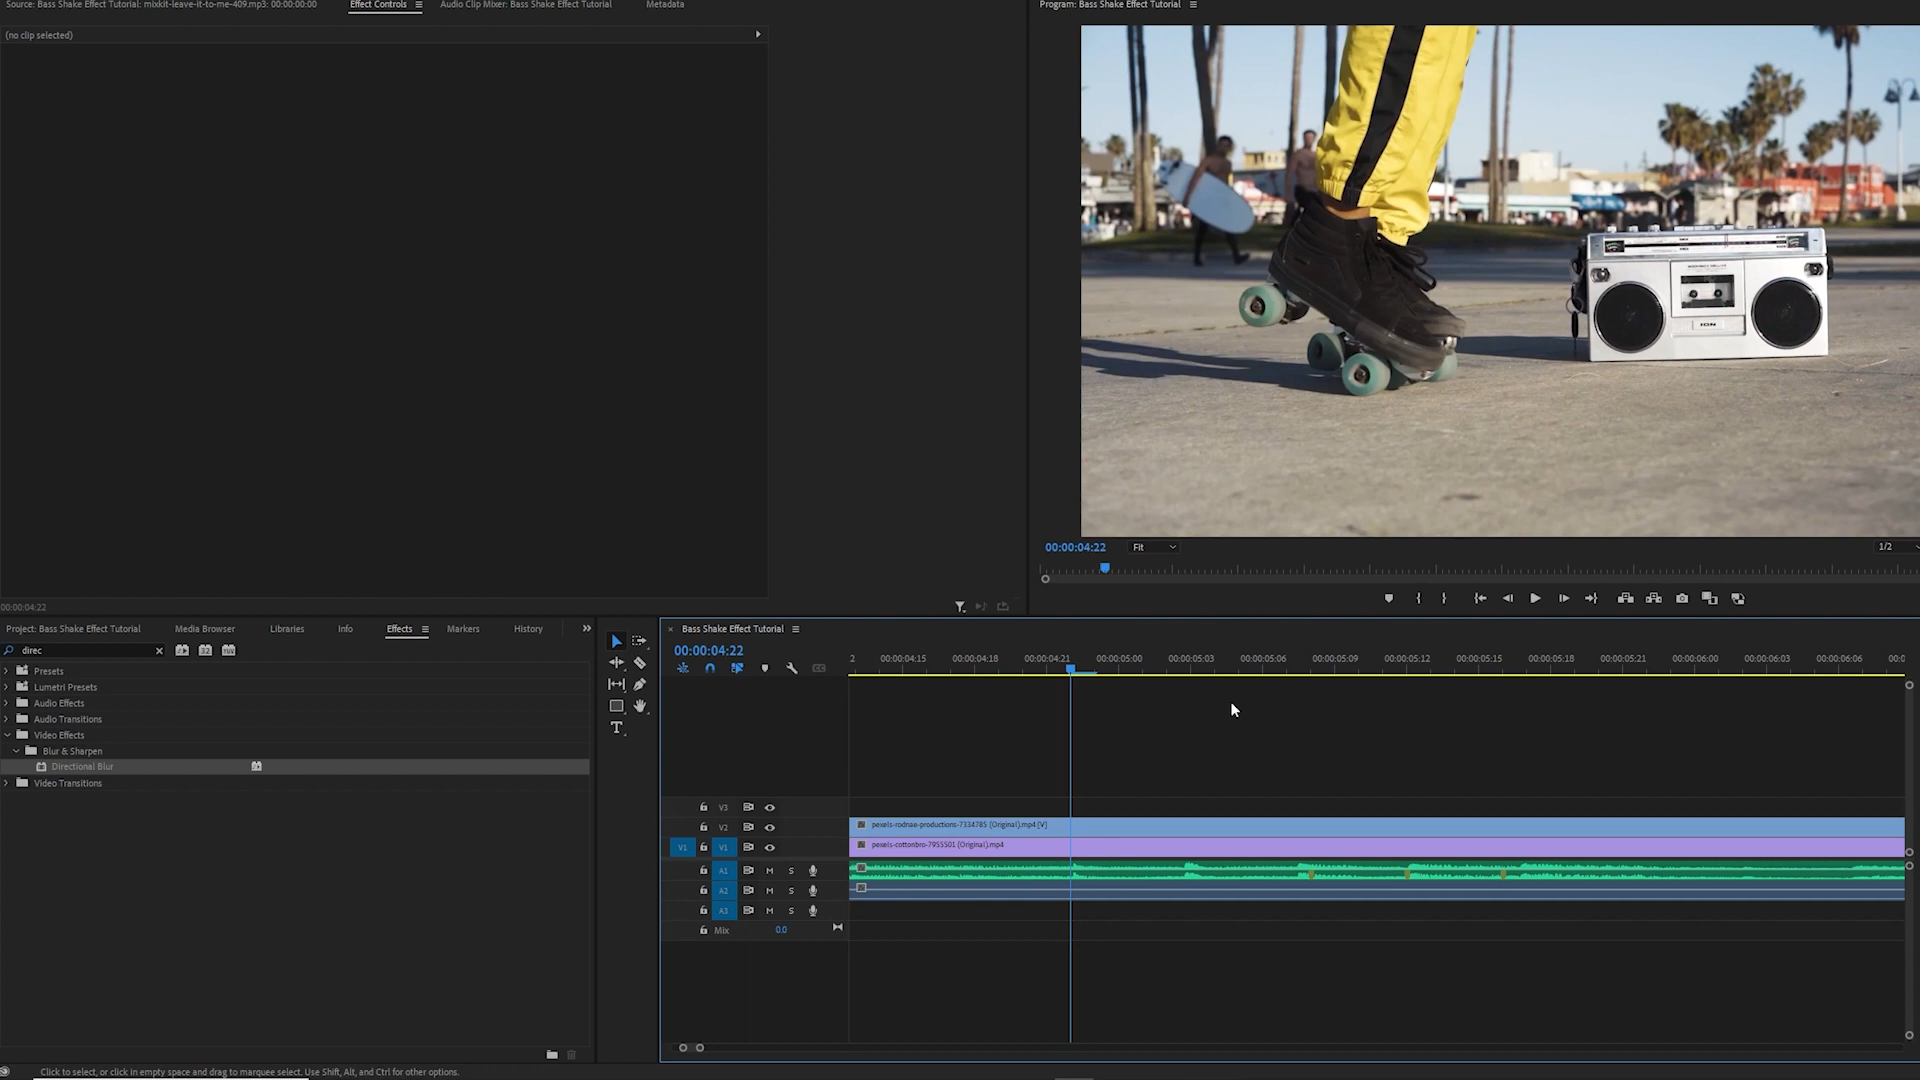 Source: Bass Shake Effect Tutorial: mixkit-leave-it-to-me-409.mp3: 00:00:00:00
Effect Controls
Audio Clip Mixer: Bass Shake Effect Tutorial
Metadata
Program: Bass Shake Effect Tutorial
(no clip selected)
ION
00:00:04:22
Fit
1/2
00:00:04:22
Project: Bass Shake Effect Tutorial
Media Browser
Libraries
Info
Effects
Markers
History
Bass Shake Effect Tutorial
direc
32
YUV
00:00:04:22
2
00:00:04:15
00:00:04:18
00:00:04:21
00:00:05:00
00:00:05:03
00:00:05:06
00:00:05:09
00:00:05:12
00:00:05:15
00:00:05:18
00:00:05:21
00:00:06:00
00:00:06:03
00:00:06:06
00:0
Presets
Lumetri Presets
Audio Effects
Audio Transitions
Video Effects
Blur & Sharpen
Directional Blur
Video Transitions
V3
V2
pexels-rodnae-productions-7334785 (Original).mp4 [V]
V1
V1
pexels-cottonbro-7955501 (Original).mp4
A1
M
S
A2
M
S
A3
M
S
Mix
0.0
Click to select, or click in empty space and drag to marquee select. Use Shift, Alt, and Ctrl for other options.